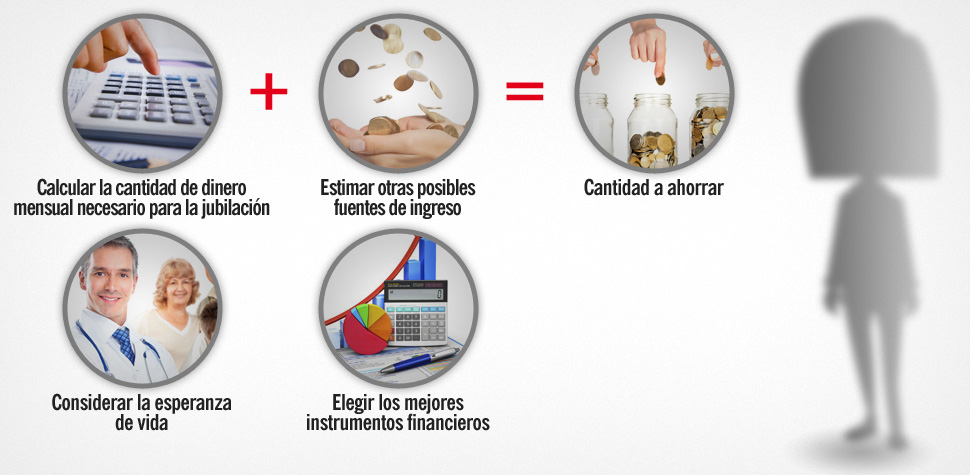 +
=
Calcular la cantidad de dinero
mensual necesario para la jubilación
Estimar otras posibles
fuentes de ingreso
Cantidad a ahorrar
Considerar la esperanza
de vida
Elegir los mejores
instrumentos financieros